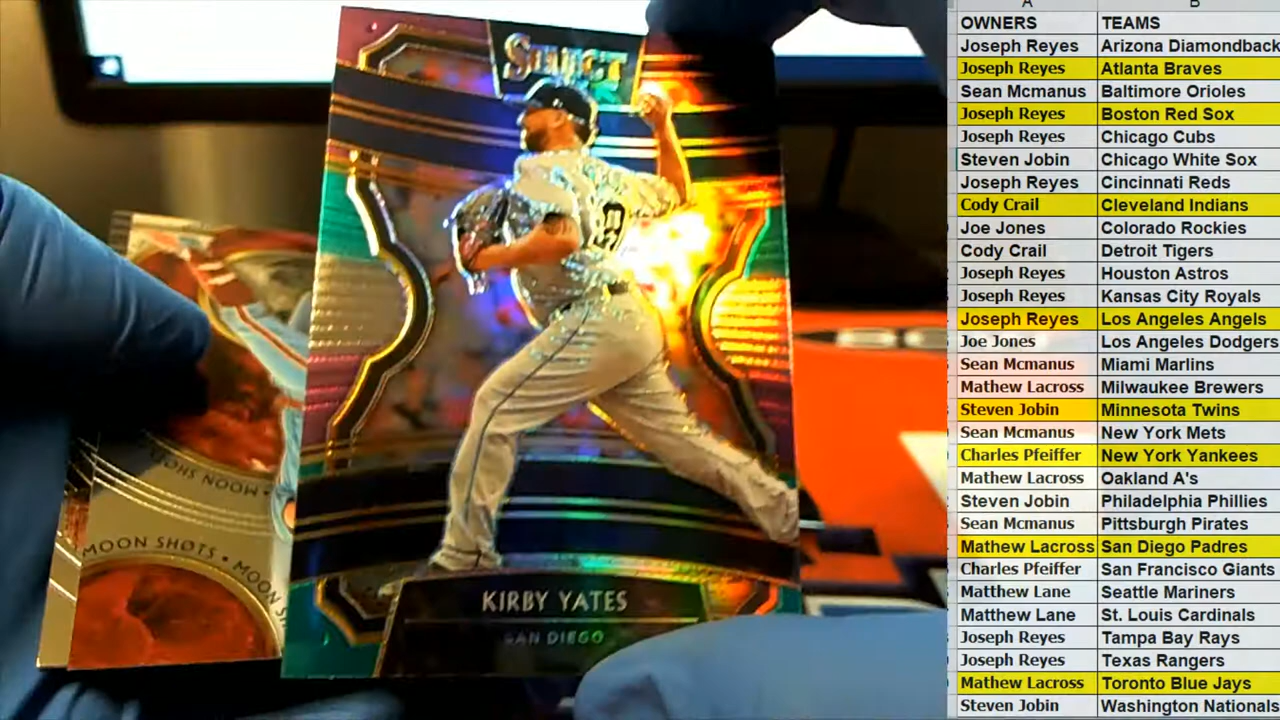 SELECT
KIRBY YATES
SAN DIEGO
MOON SHOTS
MOON SHOTS • MOON S
A B
OWNERS TEAMS
Joseph Reyes Arizona Diamondback
Joseph Reyes Atlanta Braves
Sean Mcmanus Baltimore Orioles
Joseph Reyes Boston Red Sox
Joseph Reyes Chicago Cubs
Steven Jobin Chicago White Sox
Joseph Reyes Cincinnati Reds
Cody Crail Cleveland Indians
Joe Jones Colorado Rockies
Cody Crail Detroit Tigers
Joseph Reyes Houston Astros
Joseph Reyes Kansas City Royals
Joseph Reyes Los Angeles Angels
Joe Jones Los Angeles Dodgers
Sean Mcmanus Miami Marlins
Mathew Lacross Milwaukee Brewers
Steven Jobin Minnesota Twins
Sean Mcmanus New York Mets
Charles Pfeiffer New York Yankees
Mathew Lacross Oakland A's
Steven Jobin Philadelphia Phillies
Sean Mcmanus Pittsburgh Pirates
Mathew Lacross San Diego Padres
Charles Pfeiffer San Francisco Giants
Matthew Lane Seattle Mariners
Matthew Lane St. Louis Cardinals
Joseph Reyes Tampa Bay Rays
Joseph Reyes Texas Rangers
Mathew Lacross Toronto Blue Jays
Steven Jobin Washington Nationals